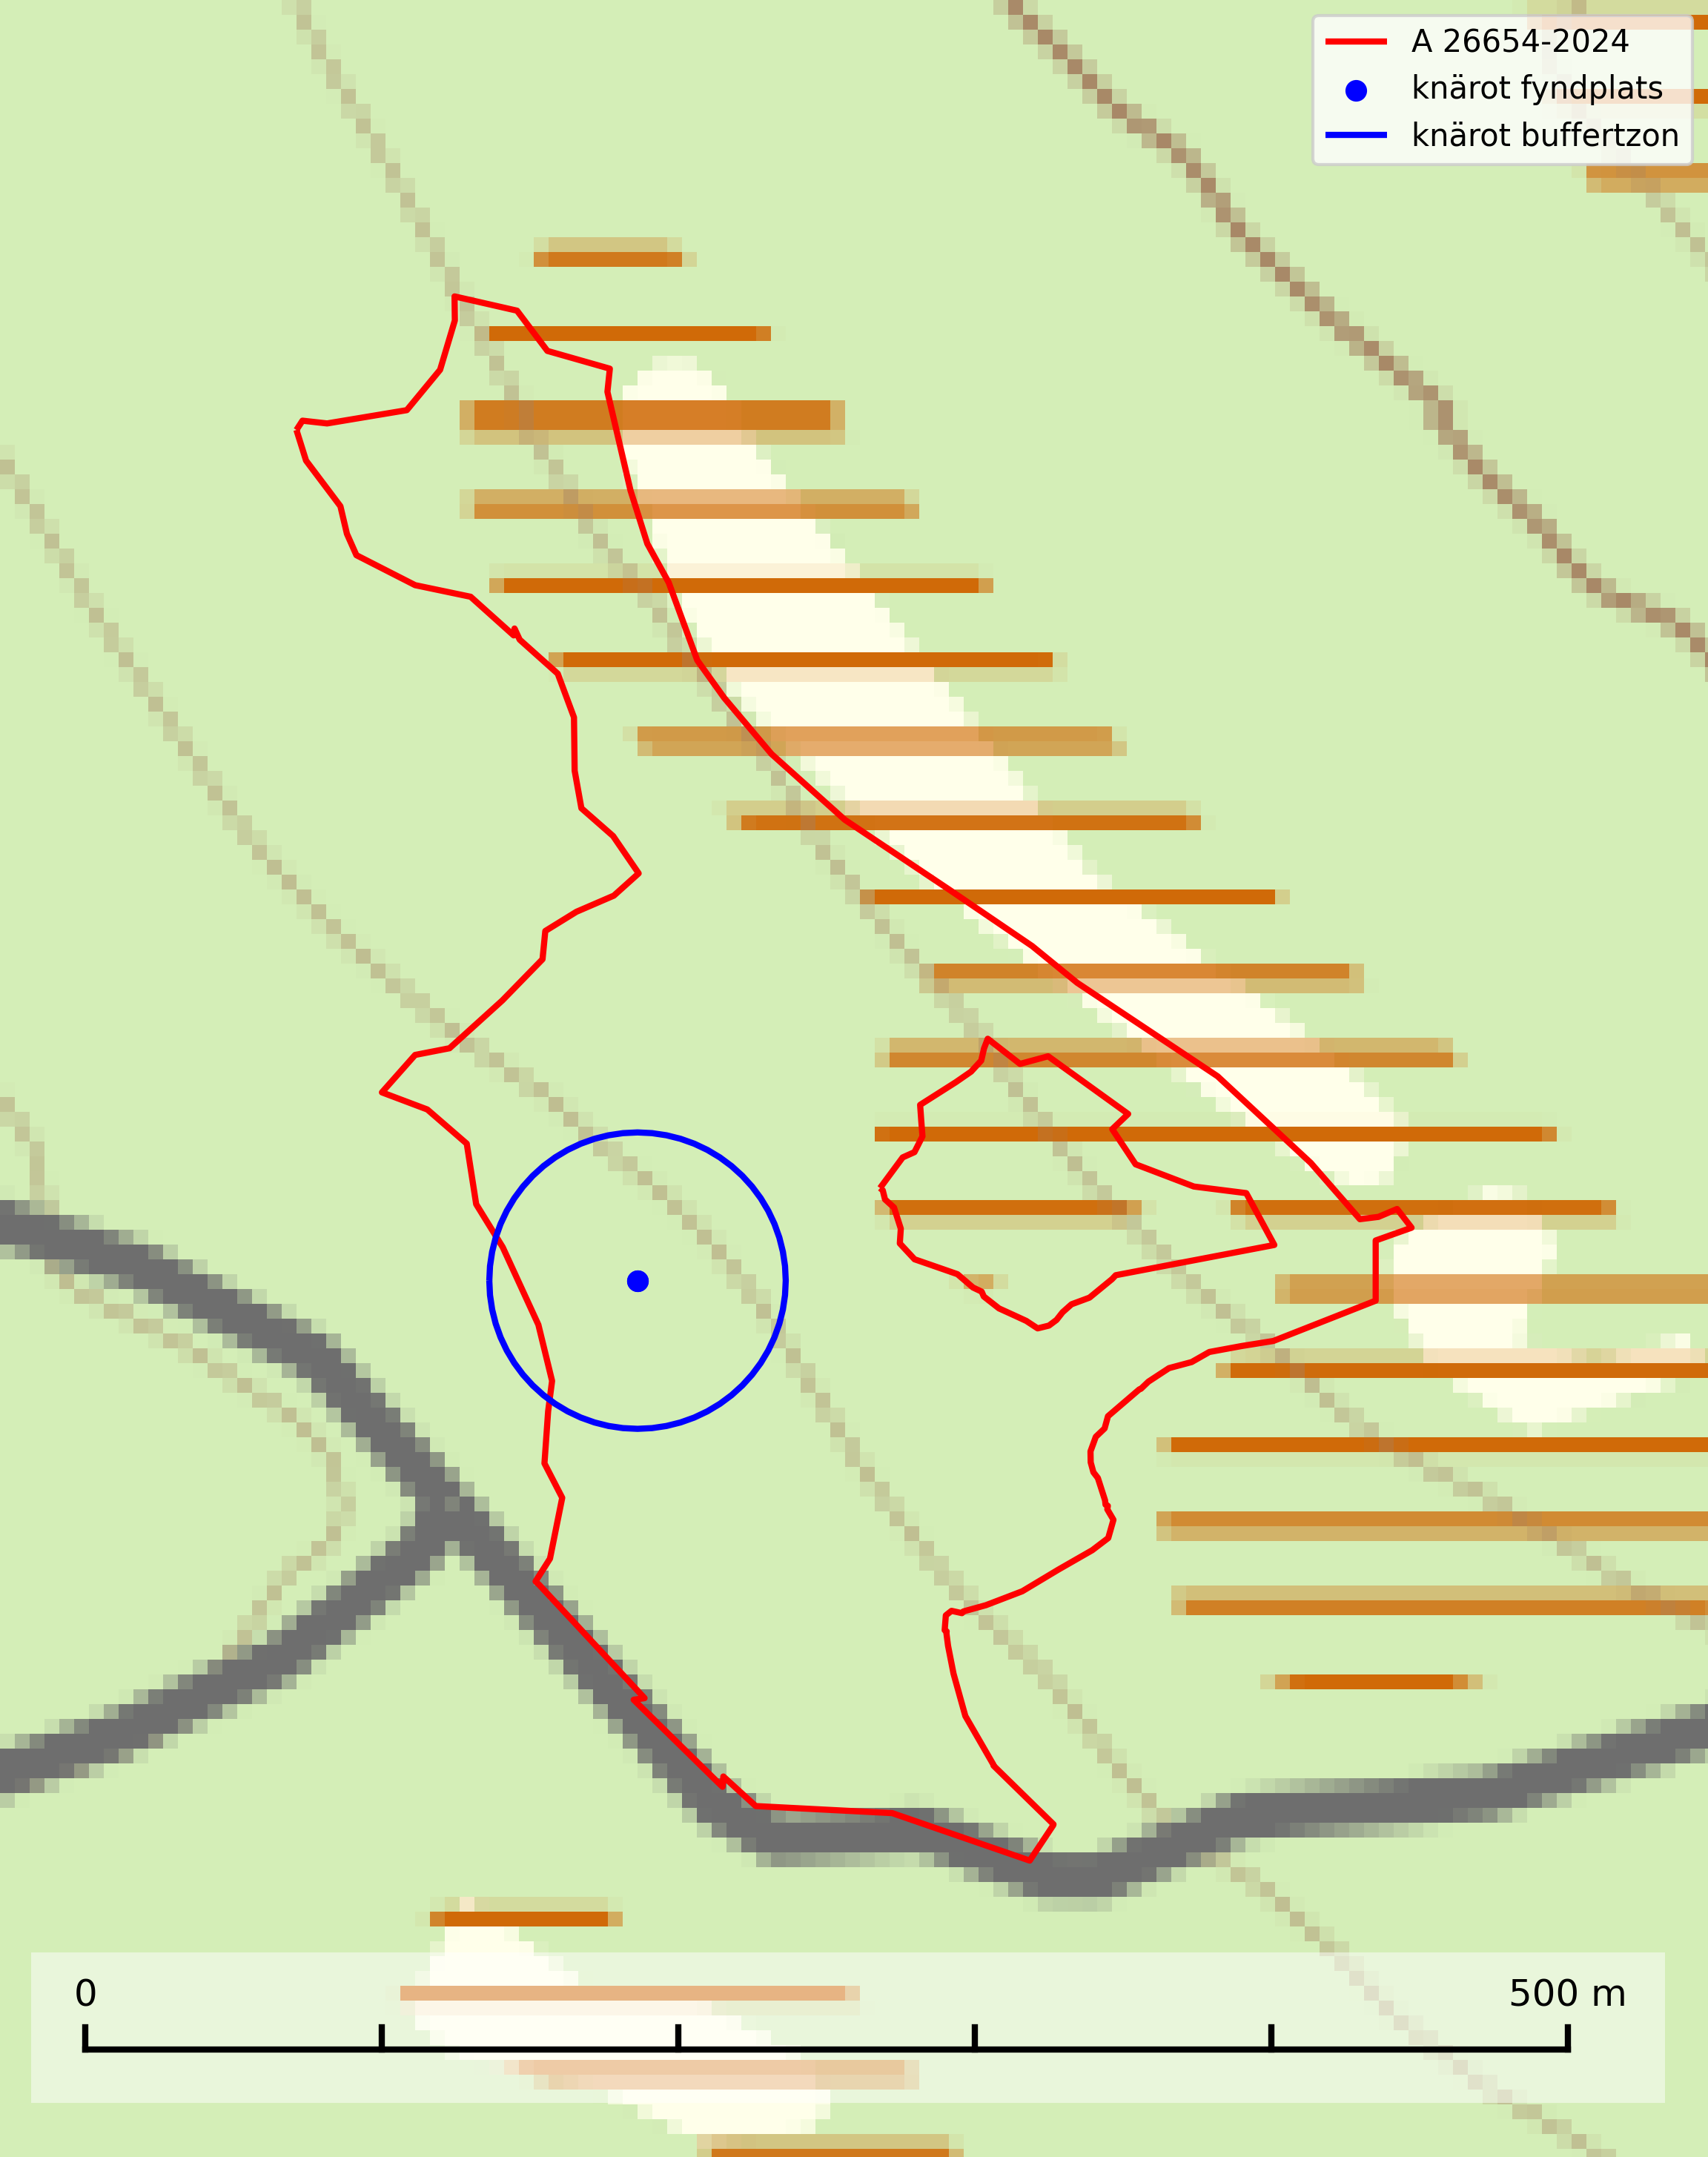 A 26654-2024
knärot fyndplats
knärot buffertzon
0
500 m